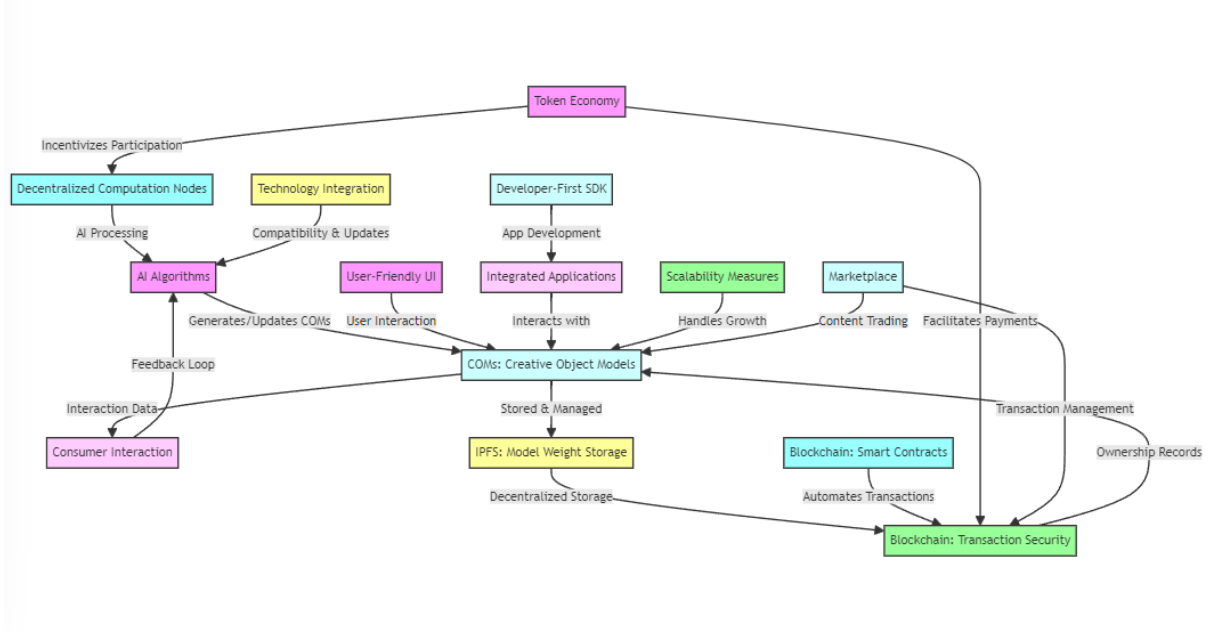 Token Economy
Incentivizes Participation
Decentralized Computation Nodes
Technology Integration
Developer-First SDK
AI Processing
Compatibility & Updates
App Development
AI Algorithms
User-Friendly UI
Integrated Applications
Scalability Measures
Marketplace
Generates/Updates COMs
User Interaction
Interacts with
Handles Growth
Content Trading
Facilitates Payments
Feedback Loop
COMs: Creative Object Models
Interaction Data
Stored & Managed
Transaction Management
Consumer Interaction
IPFS: Model Weight Storage
Blockchain: Smart Contracts
Ownership Records
Decentralized Storage
Automates Transactions
Blockchain: Transaction Security